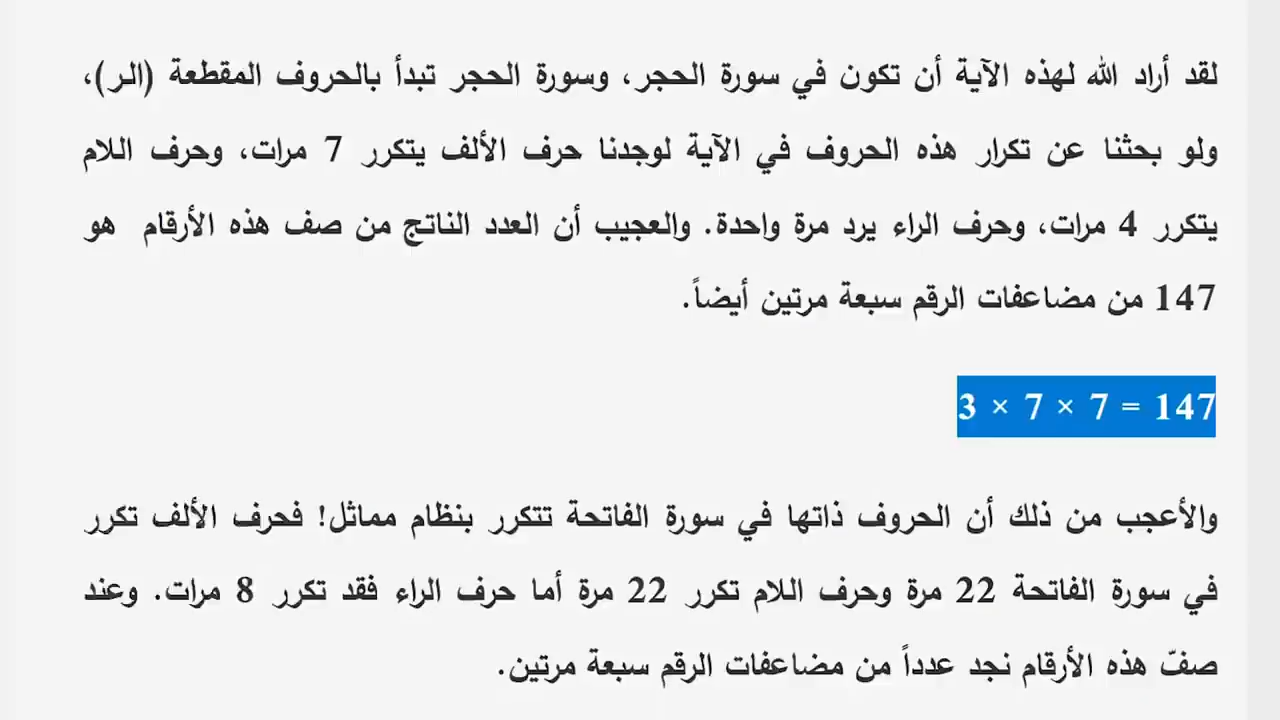 لقد أراد الله لهذه الآية أن تكون في سورة الحجر، وسورة الحجر تبدأ بالحروف المقطعة (الر)،
ولو بحثنا عن تكرار هذه الحروف في الآية لوجدنا حرف الألف يتكرر 7 مرات، وحرف اللام
يتكرر 4 مرات، وحرف الراء يرد مرة واحدة. والعجيب أن العدد الناتج من صف هذه الأرقام هو
147 من مضاعفات الرقم سبعة مرتين أيضاً.
3 × 7 × 7 = 147
والأعجب من ذلك أن الحروف ذاتها في سورة الفاتحة تتكرر بنظام مماثل! فحرف الألف تكرر
في سورة الفاتحة 22 مرة وحرف اللام تكرر 22 مرة أما حرف الراء فقد تكرر 8 مرات. وعند
صفّ هذه الأرقام نجد عدداً من مضاعفات الرقم سبعة مرتين.